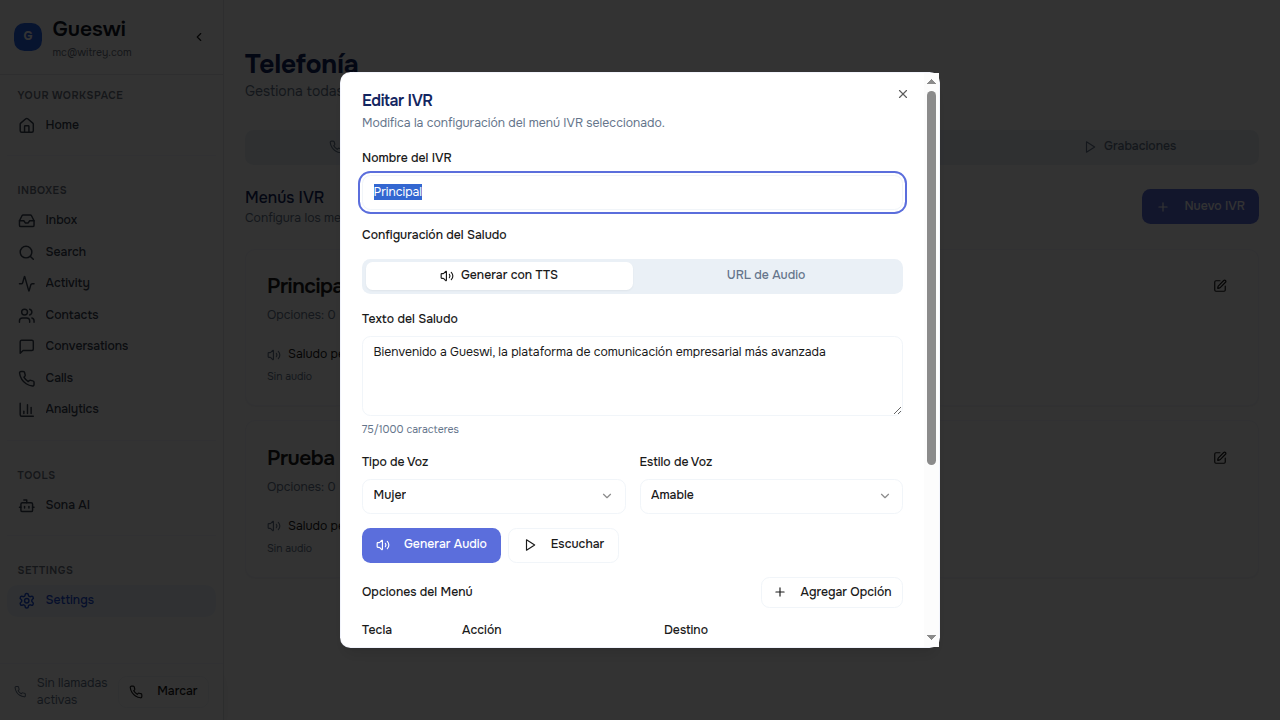 G
Gueswi
mc@witrey.com
YOUR WORKSPACE
Home
INBOXES
Inbox
Search
Activity
Contacts
Conversations
Calls
Analytics
TOOLS
Sona AI
SETTINGS
Settings
Sin llamadas
activas
Marcar
Telefonía
Gestiona todas
Grabaciones
Menús IVR
Configura los me
Nuevo IVR
Principa
Opciones: 0
Saludo pe
Sin audio
Prueba
Opciones: 0
Saludo pe
Sin audio
Editar IVR
Modifica la configuración del menú IVR seleccionado.
Nombre del IVR
Principal
Configuración del Saludo
Generar con TTS
URL de Audio
Texto del Saludo
Bienvenido a Gueswi, la plataforma de comunicación empresarial más avanzada
75/1000 caracteres
Tipo de Voz
Estilo de Voz
Mujer
Amable
Generar Audio
Escuchar
Opciones del Menú
Agregar Opción
Tecla
Acción
Destino